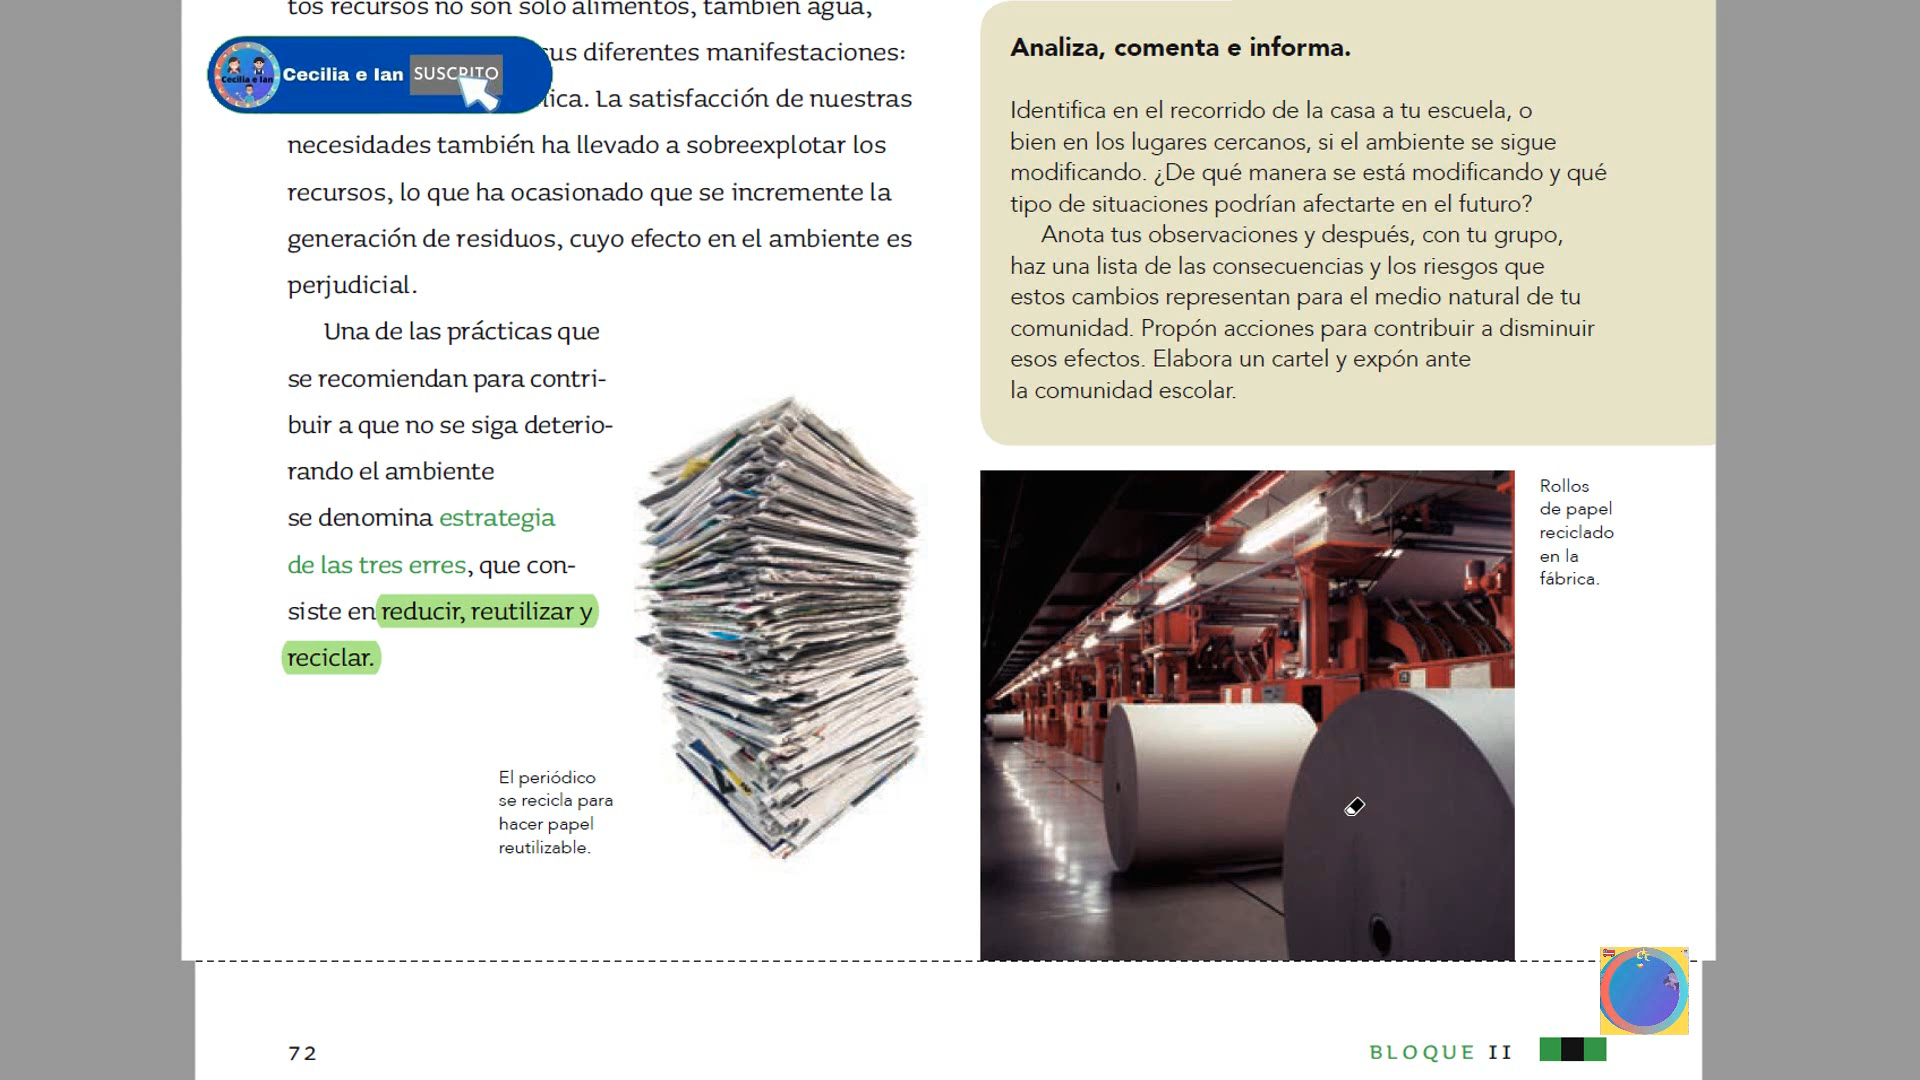 tos recursos no son sólo alimentos, también agua,
sus diferentes manifestaciones:
Cecilia e Ian SUSCRITO
nica. La satisfacción de nuestras
necesidades también ha llevado a sobreexplotar los
recursos, lo que ha ocasionado que se incremente la
generación de residuos, cuyo efecto en el ambiente es
perjudicial.
Una de las prácticas que
se recomiendan para contri-
buir a que no se siga deterio-
rando el ambiente
se denomina estrategia
de las tres erres, que con-
siste en reducir, reutilizar y
reciclar.
El periódico
se recicla para
hacer papel
reutilizable.
Analiza, comenta e informa.
Identifica en el recorrido de la casa a tu escuela, o
bien en los lugares cercanos, si el ambiente se sigue
modificando. ¿De qué manera se está modificando y qué
tipo de situaciones podrían afectarte en el futuro?
Anota tus observaciones y después, con tu grupo,
haz una lista de las consecuencias y los riesgos que
estos cambios representan para el medio natural de tu
comunidad. Propón acciones para contribuir a disminuir
esos efectos. Elabora un cartel y expón ante
la comunidad escolar.
Rollos
de papel
reciclado
en la
fábrica.
72
BLOQUE II